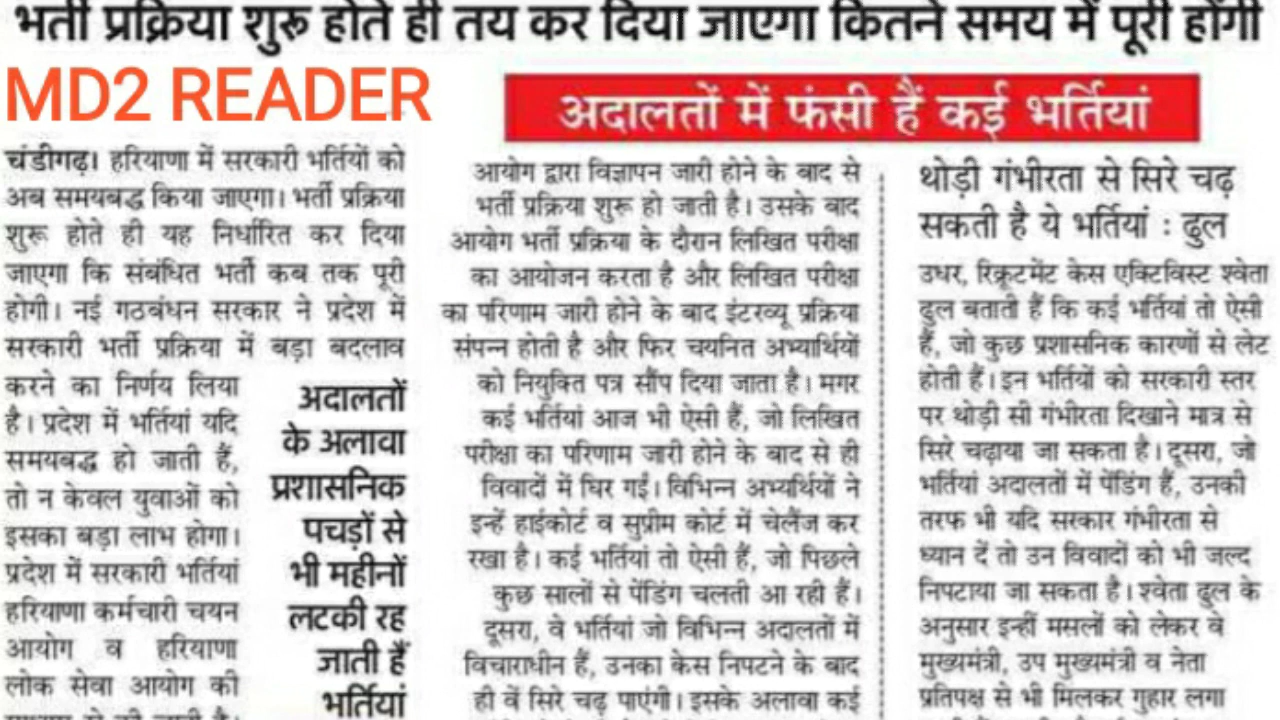 भर्ती प्रक्रिया शुरू होते ही तय कर दिया जाएगा कितने समय में पूरी होंगी
MD2 READER
चंडीगढ़। हरियाणा में सरकारी भर्तियों को
अब समयबद्ध किया जाएगा। भर्ती प्रक्रिया
शुरू होते ही यह निर्धारित कर दिया
जाएगा कि संबंधित भर्ती कब तक पूरी
होगी। नई गठबंधन सरकार ने प्रदेश में
सरकारी भर्ती प्रक्रिया में बड़ा बदलाव
करने का निर्णय लिया
है। प्रदेश में भर्तियां यदि
समयबद्ध हो जाती हैं,
तो न केवल युवाओं को
इसका बड़ा लाभ होगा।
प्रदेश में सरकारी भर्तियां
हरियाणा कर्मचारी चयन
आयोग व हरियाणा
लोक सेवा आयोग की
अदालतों
के अलावा
प्रशासनिक
पचड़ों से
भी महीनों
लटकी रह
जाती हैं
भर्तियां
अदालतों में फंसी हैं कई भर्तियां
आयोग द्वारा विज्ञापन जारी होने के बाद से
भर्ती प्रक्रिया शुरू हो जाती है। उसके बाद
आयोग भर्ती प्रक्रिया के दौरान लिखित परीक्षा
का आयोजन करता है और लिखित परीक्षा
का परिणाम जारी होने के बाद इंटरव्यू प्रक्रिया
संपन्न होती है और फिर चयनित अभ्यार्थियों
को नियुक्ति पत्र सौंप दिया जाता है। मगर
कई भर्तियां आज भी ऐसी हैं, जो लिखित
परीक्षा का परिणाम जारी होने के बाद से ही
विवादों में घिर गईं। विभिन्न अभ्यर्थियों ने
इन्हें हाईकोर्ट व सुप्रीम कोर्ट में चेलैंज कर
रखा है। कई भर्तियां तो ऐसी हैं, जो पिछले
कुछ सालों से पेंडिंग चलती आ रही हैं।
दूसरा, वे भर्तियां जो विभिन्न अदालतों में
विचाराधीन हैं, उनका केस निपटने के बाद
ही वें सिरे चढ़ पाएंगी। इसके अलावा कई
थोड़ी गंभीरता से सिरे चढ़
सकती है ये भर्तियां : ढुल
उधर, रिक्रूटमेंट केस एक्टिविस्ट श्वेता
ढुल बताती हैं कि कई भर्तियां तो ऐसी
हैं, जो कुछ प्रशासनिक कारणों से लेट
होती हैं। इन भर्तियों को सरकारी स्तर
पर थोड़ी सी गंभीरता दिखाने मात्र से
सिरे चढ़ाया जा सकता है। दूसरा, जो
भर्तियां अदालतों में पेंडिंग हैं, उनकी
तरफ भी यदि सरकार गंभीरता से
ध्यान दें तो उन विवादों को भी जल्द
निपटाया जा सकता है। श्वेता ढुल के
अनुसार इन्हीं मसलों को लेकर वे
मुख्यमंत्री, उप मुख्यमंत्री व नेता
प्रतिपक्ष से भी मिलकर गुहार लगा